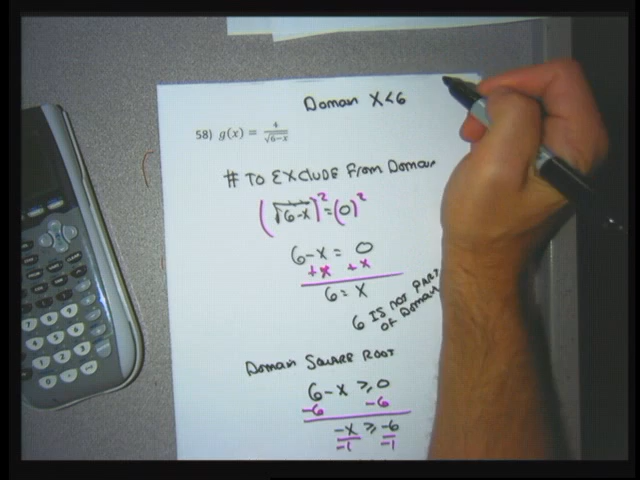 Domain X<6
58) g(x) = 4/√6−x
# TO EXCLUDE FROM DOMAIN
(√6-x)²=(0)²
6-x = 0
+x +x
6 = X
6 IS NOT PART
OF DOMAIN
DOMAIN SQUARE ROOT
6-x ≥ 0
-6 -6
-x ≥ -6
-1 -1